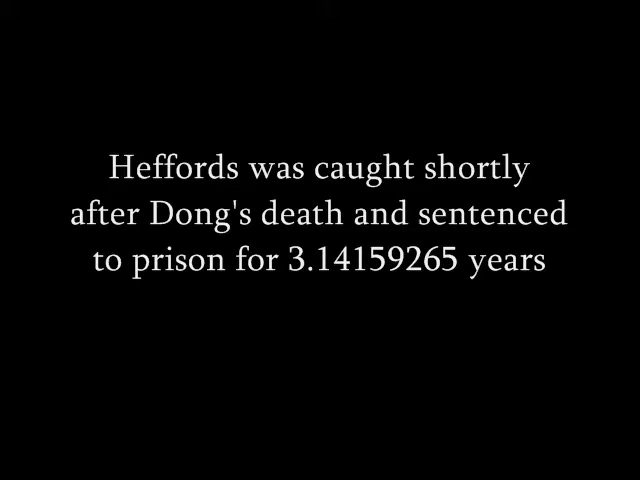 Heffords was caught shortly
after Dong's death and sentenced
to prison for 3.14159265 years